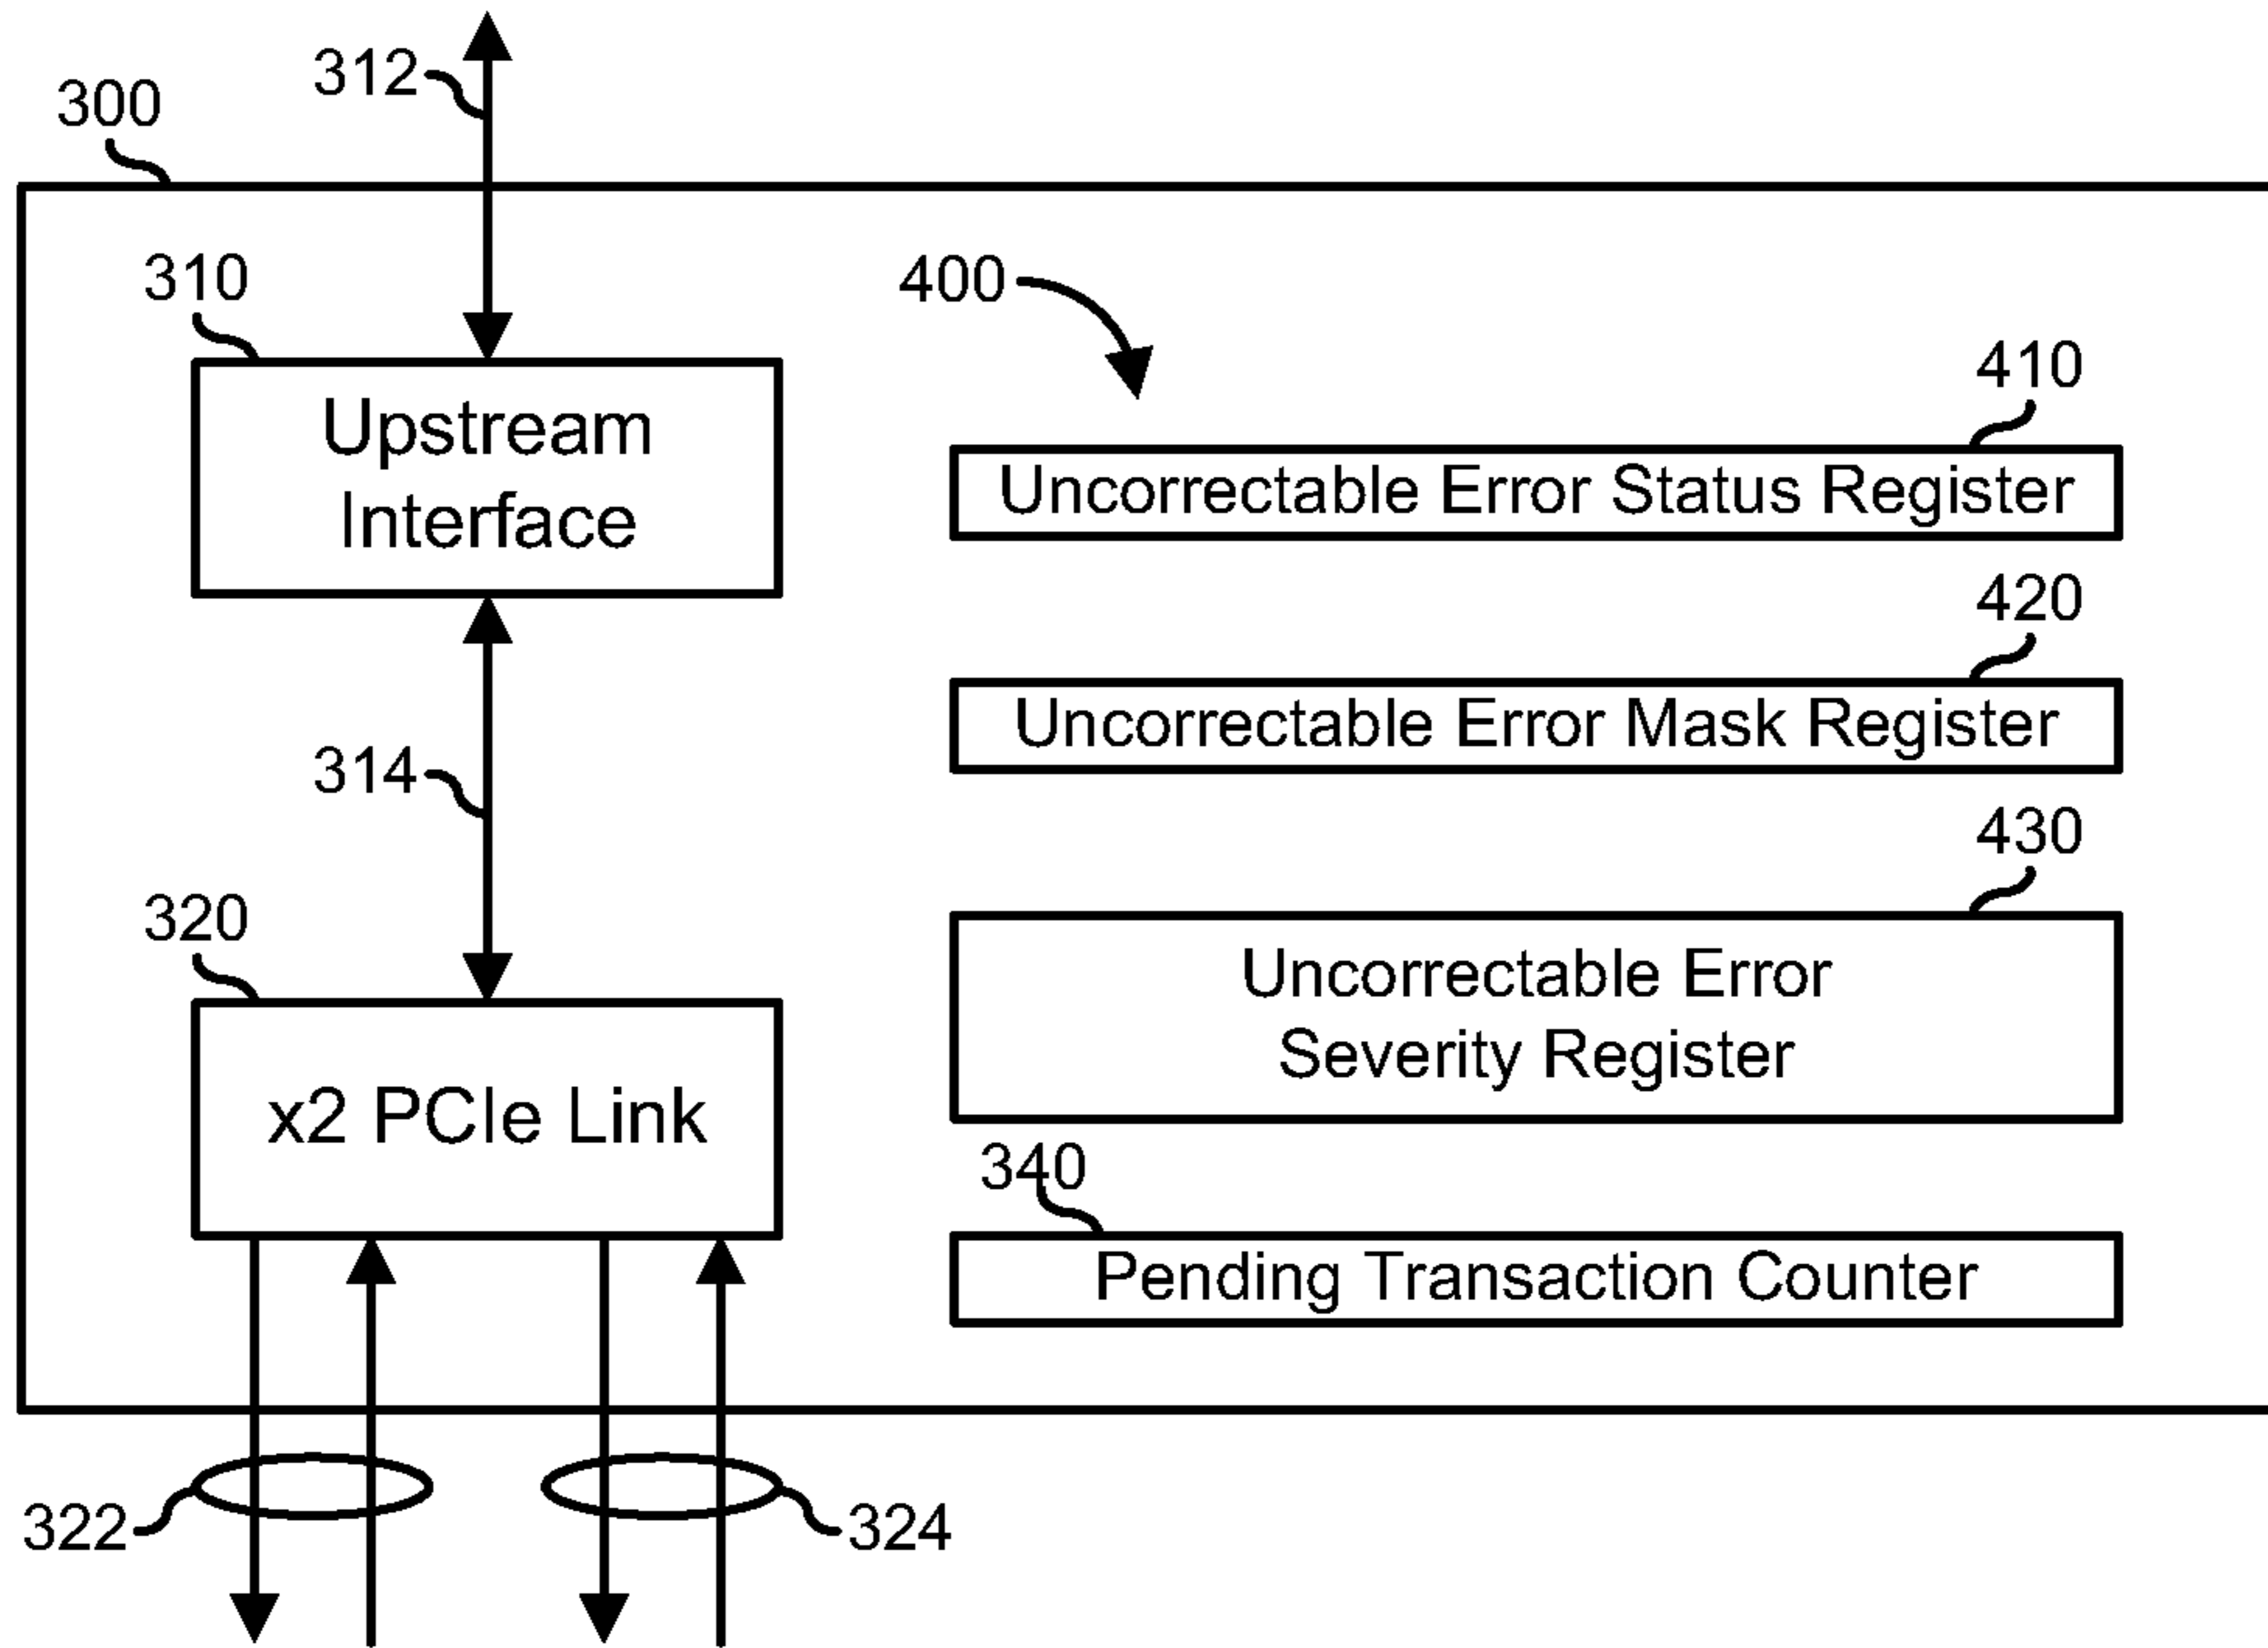 312
300
310
400
Upstream
Interface
410
Uncorrectable Error Status Register
420
Uncorrectable Error Mask Register
314
430
320
Uncorrectable Error
Severity Register
x2 PCIe Link
340
Pending Transaction Counter
322
324